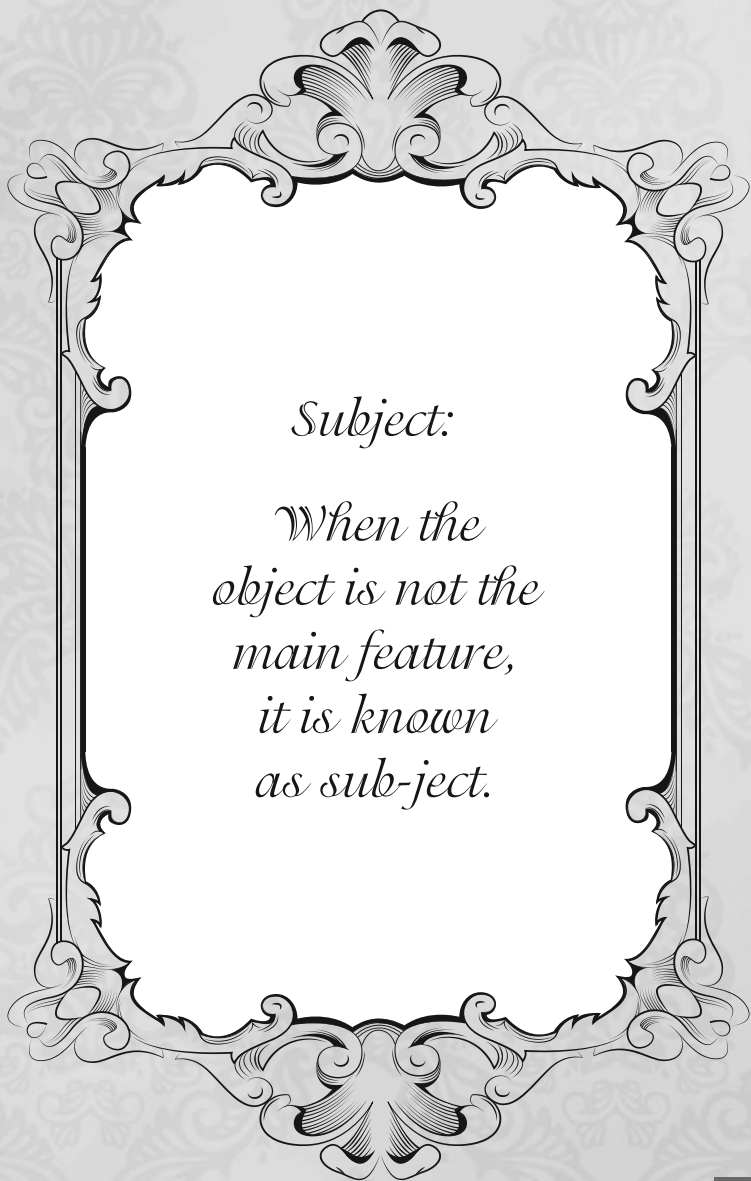 Subject:
When the
object is not the
main feature,
it is known
as sub-ject.